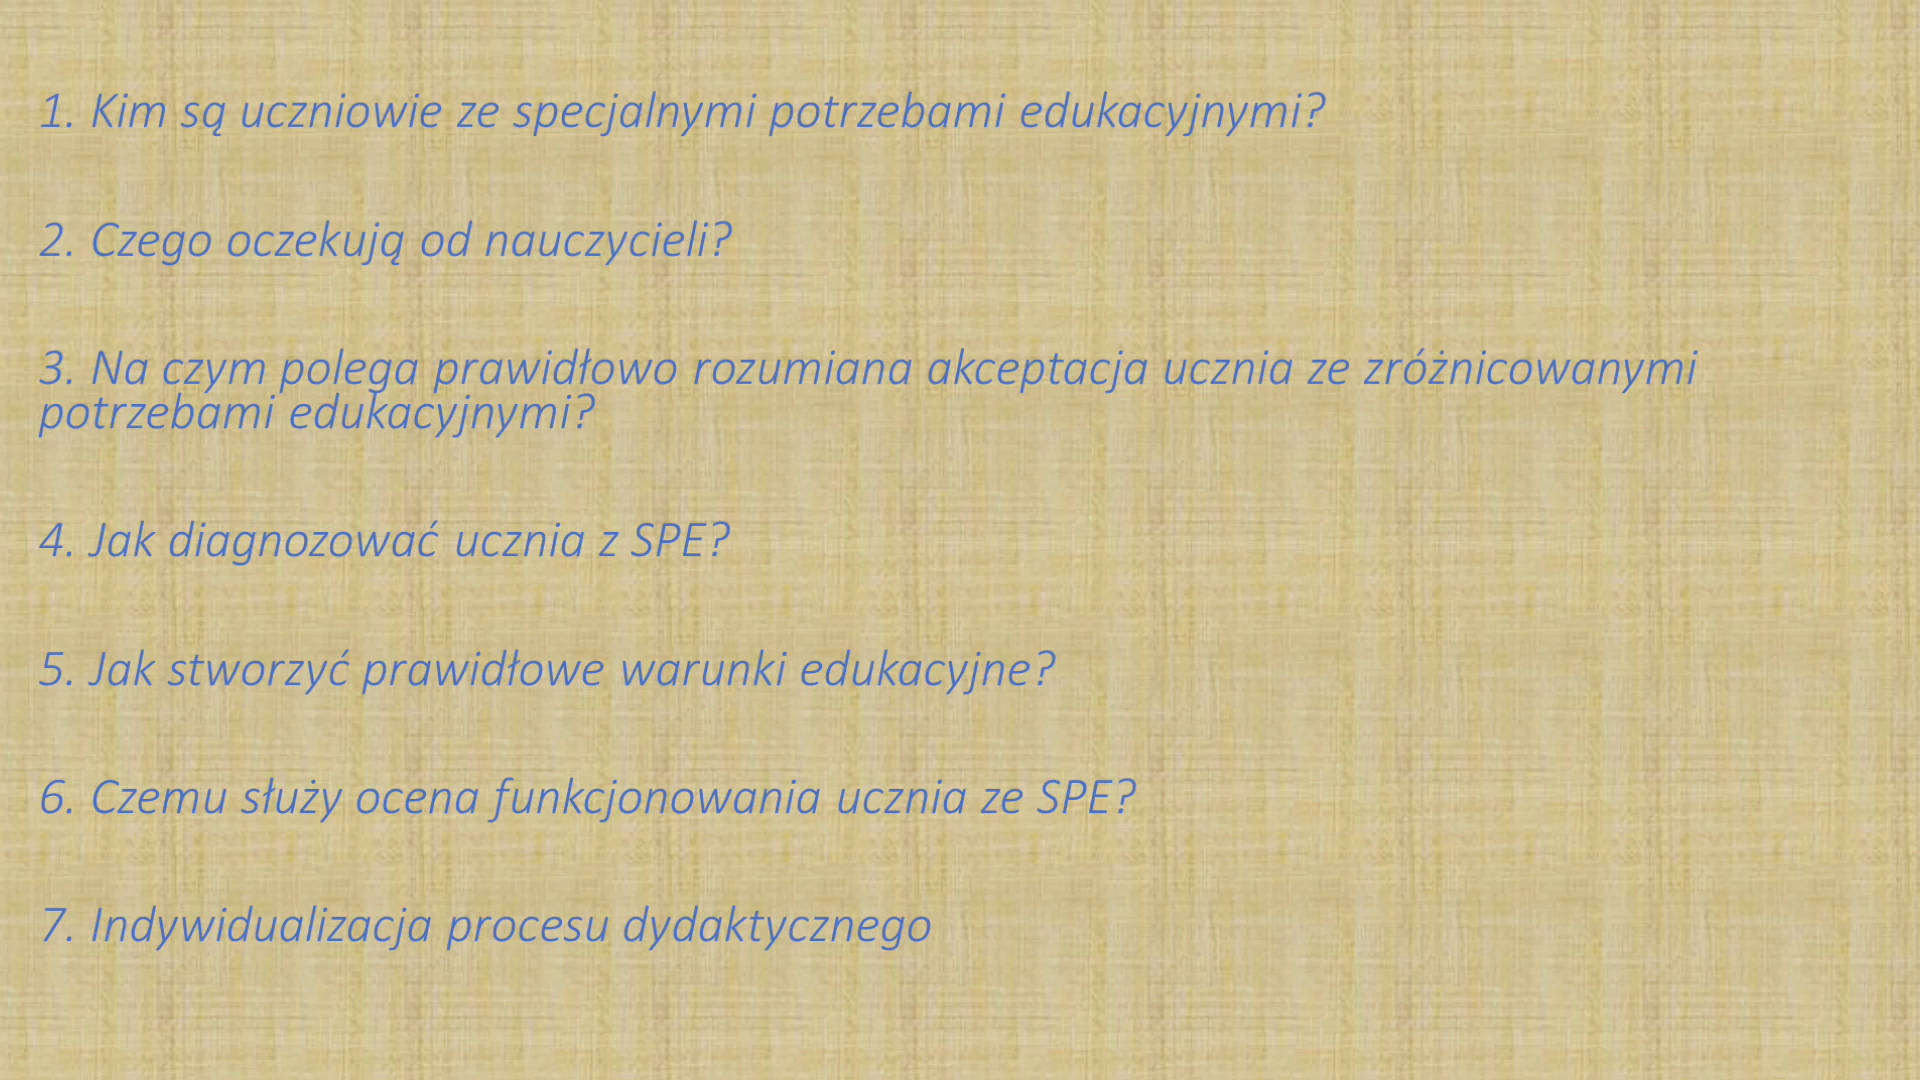 1. Kim są uczniowie ze specjalnymi potrzebami edukacyjnymi?
2. Czego oczekują od nauczycieli?
3. Na czym polega prawidłowo rozumiana akceptacja ucznia ze zróżnicowanymi
potrzebami edukacyjnymi?
4. Jak diagnozować ucznia z SPE?
5. Jak stworzyć prawidłowe warunki edukacyjne?
6. Czemu służy ocena funkcjonowania ucznia ze SPE?
7. Indywidualizacja procesu dydaktycznego